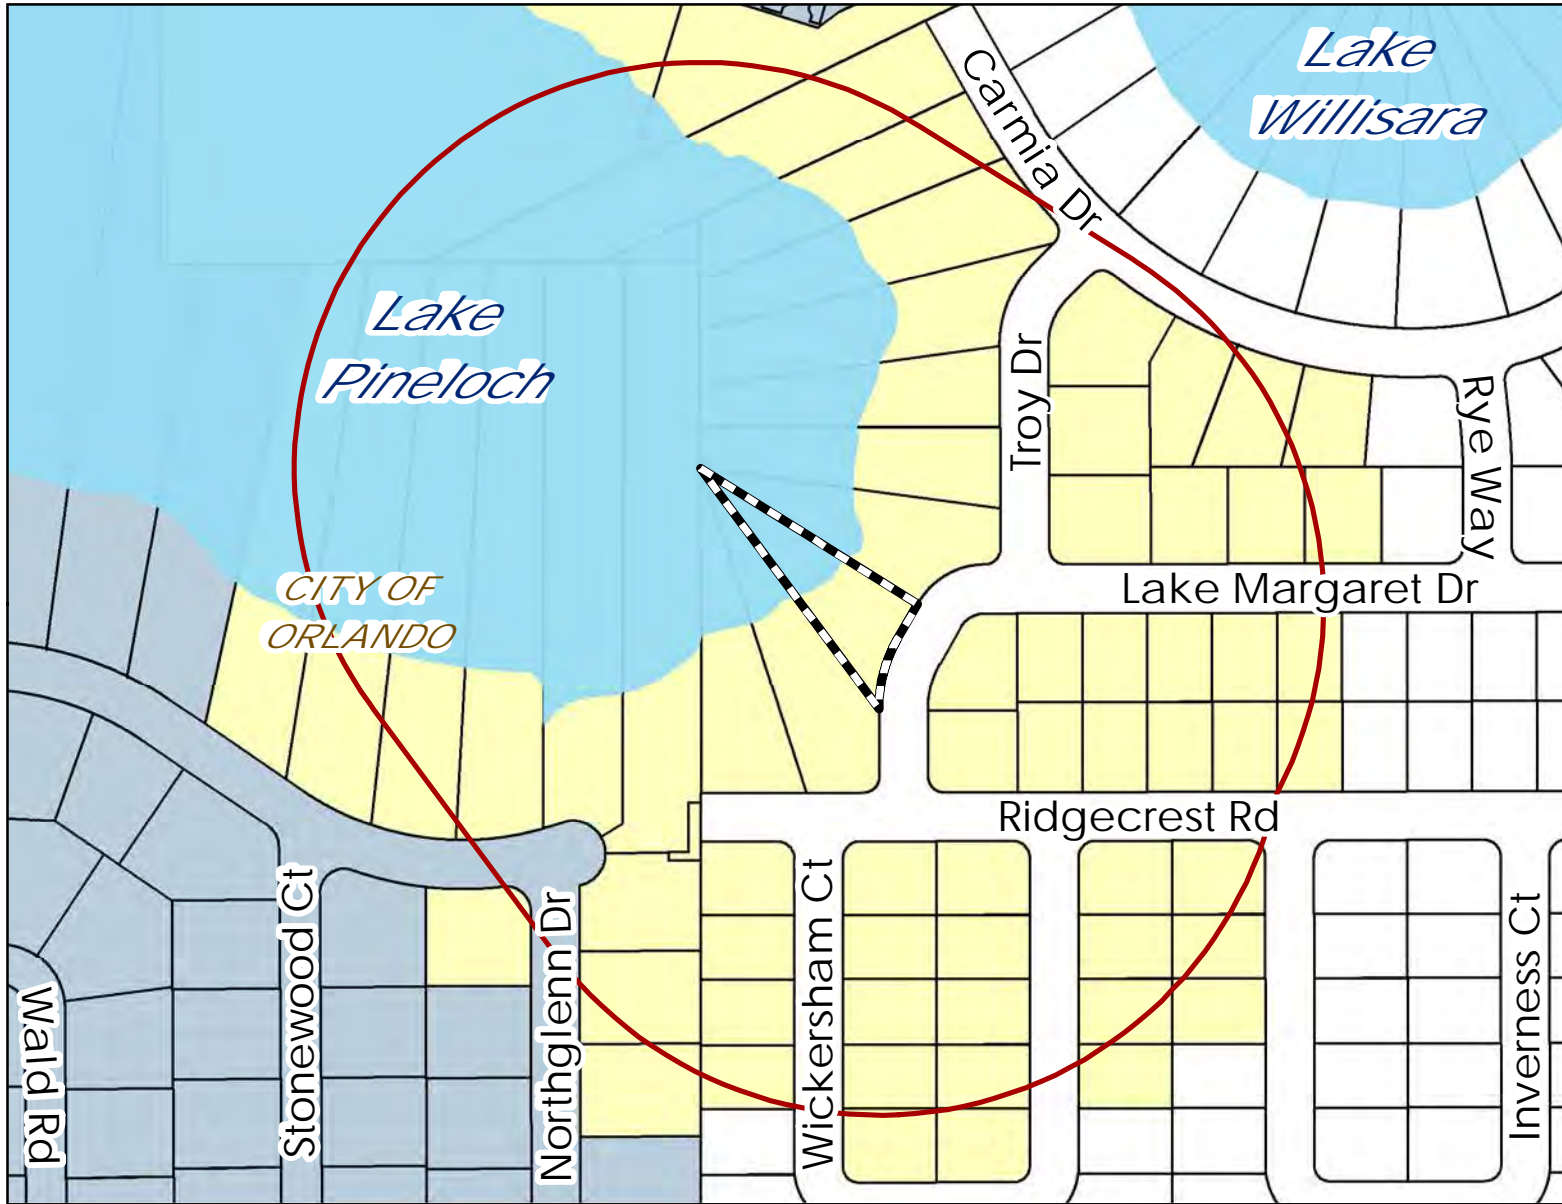 Lake
Willisara
Carmia Dr
Lake
Pineloch
Troy Dr
Rye Way
CITY OF
ORLANDO
Lake Margaret Dr
Ridgecrest Rd
Stonewood Ct
Northglenn Dr
Wickersham Ct
Inverness Ct
Wald Rd